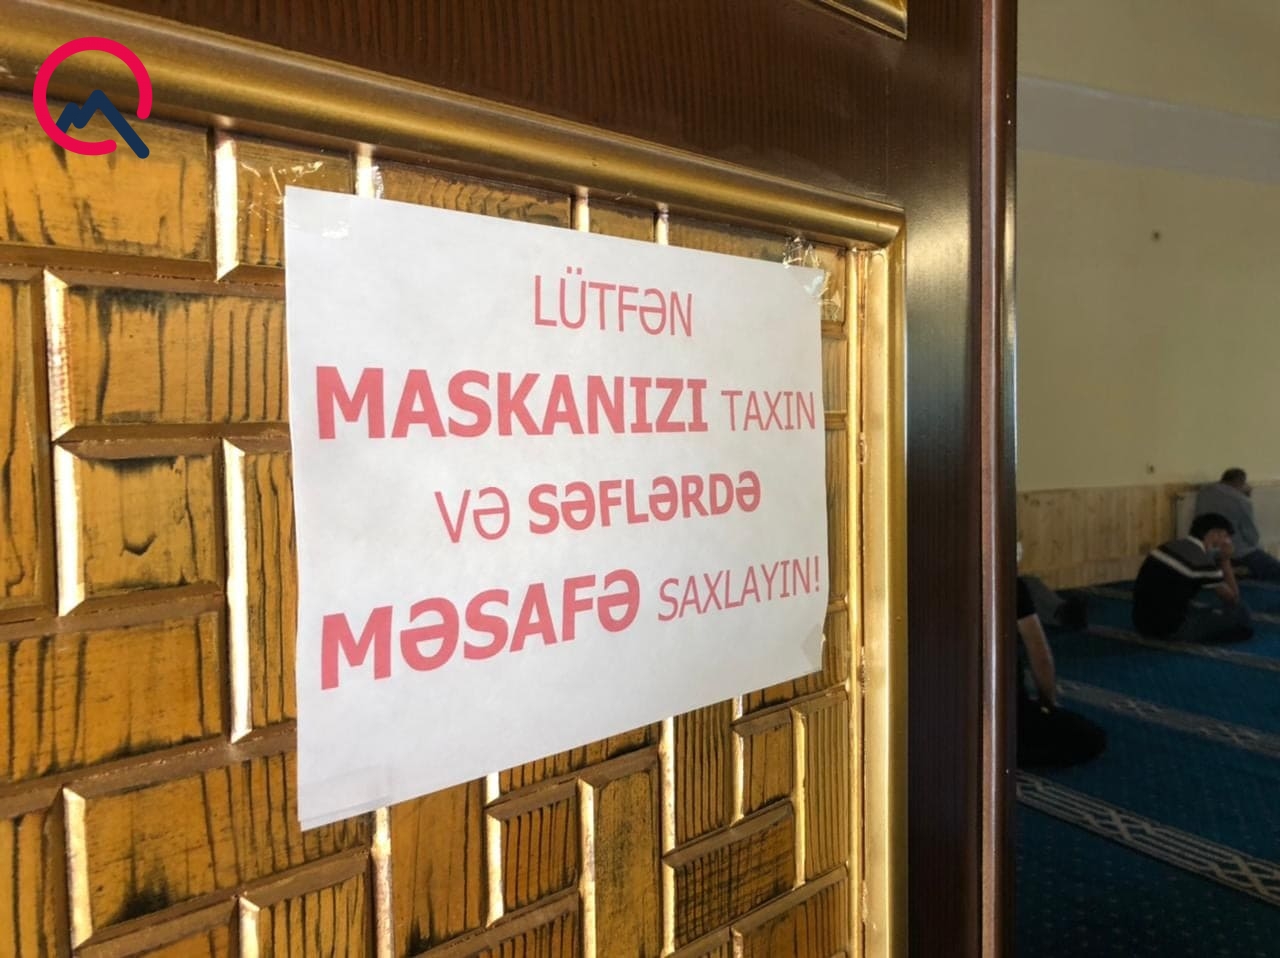 LÜTFƏN
MASKANIZI TAXIN
VƏ SƏFLƏRDƏ
MƏSAFƏ SAXLAYIN!